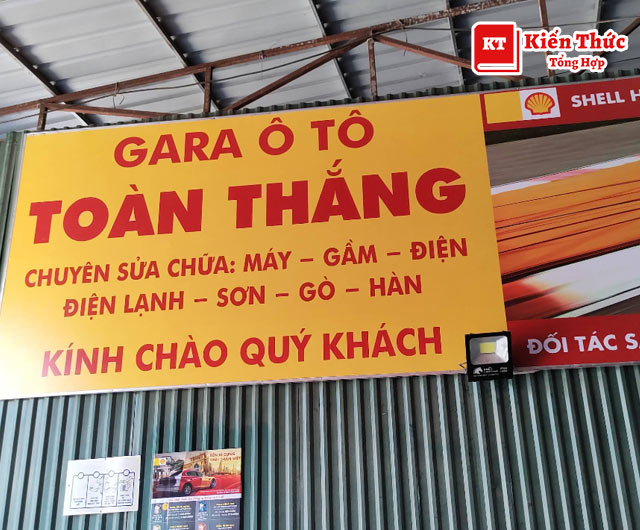 KT Kiến Thức
Tổng Hợp
SHELL H
GARA Ô TÔ
TOÀN THẮNG
CHUYÊN SỬA CHỮA: MÁY – GẦM – ĐIỆN
ĐIỆN LẠNH – SƠN – GÒ – HÀN
KÍNH CHÀO QUÝ KHÁCH
ĐỐI TÁC SA